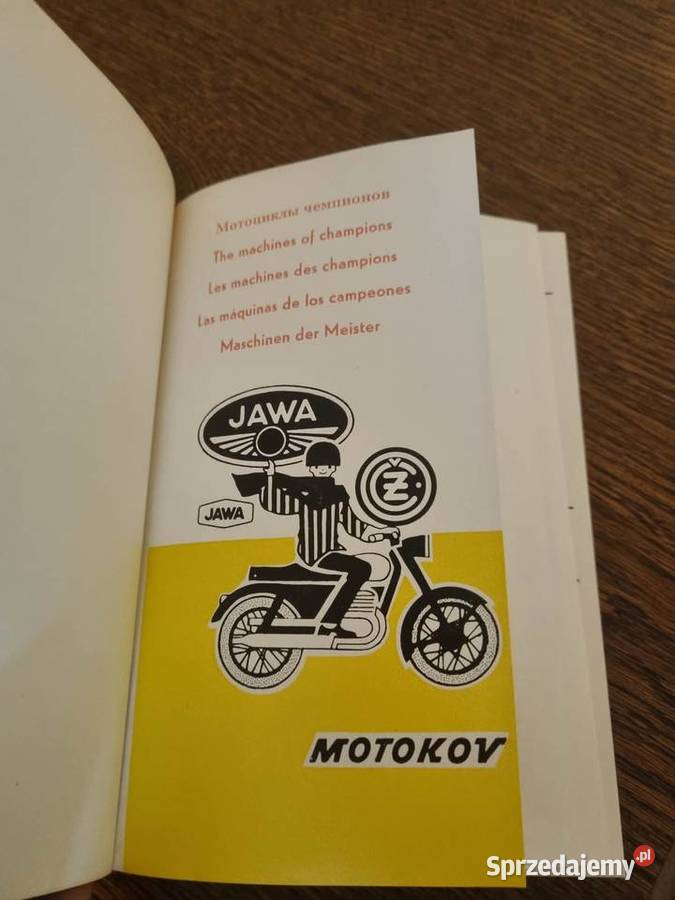 Мотоциклы чемпионов
The machines of champions
Les machines des champions
Las máquinas de los campeones
Maschinen der Meister
JAWA
ČZ
JAWA
MOTOKOV
Sprzedajemy.pl